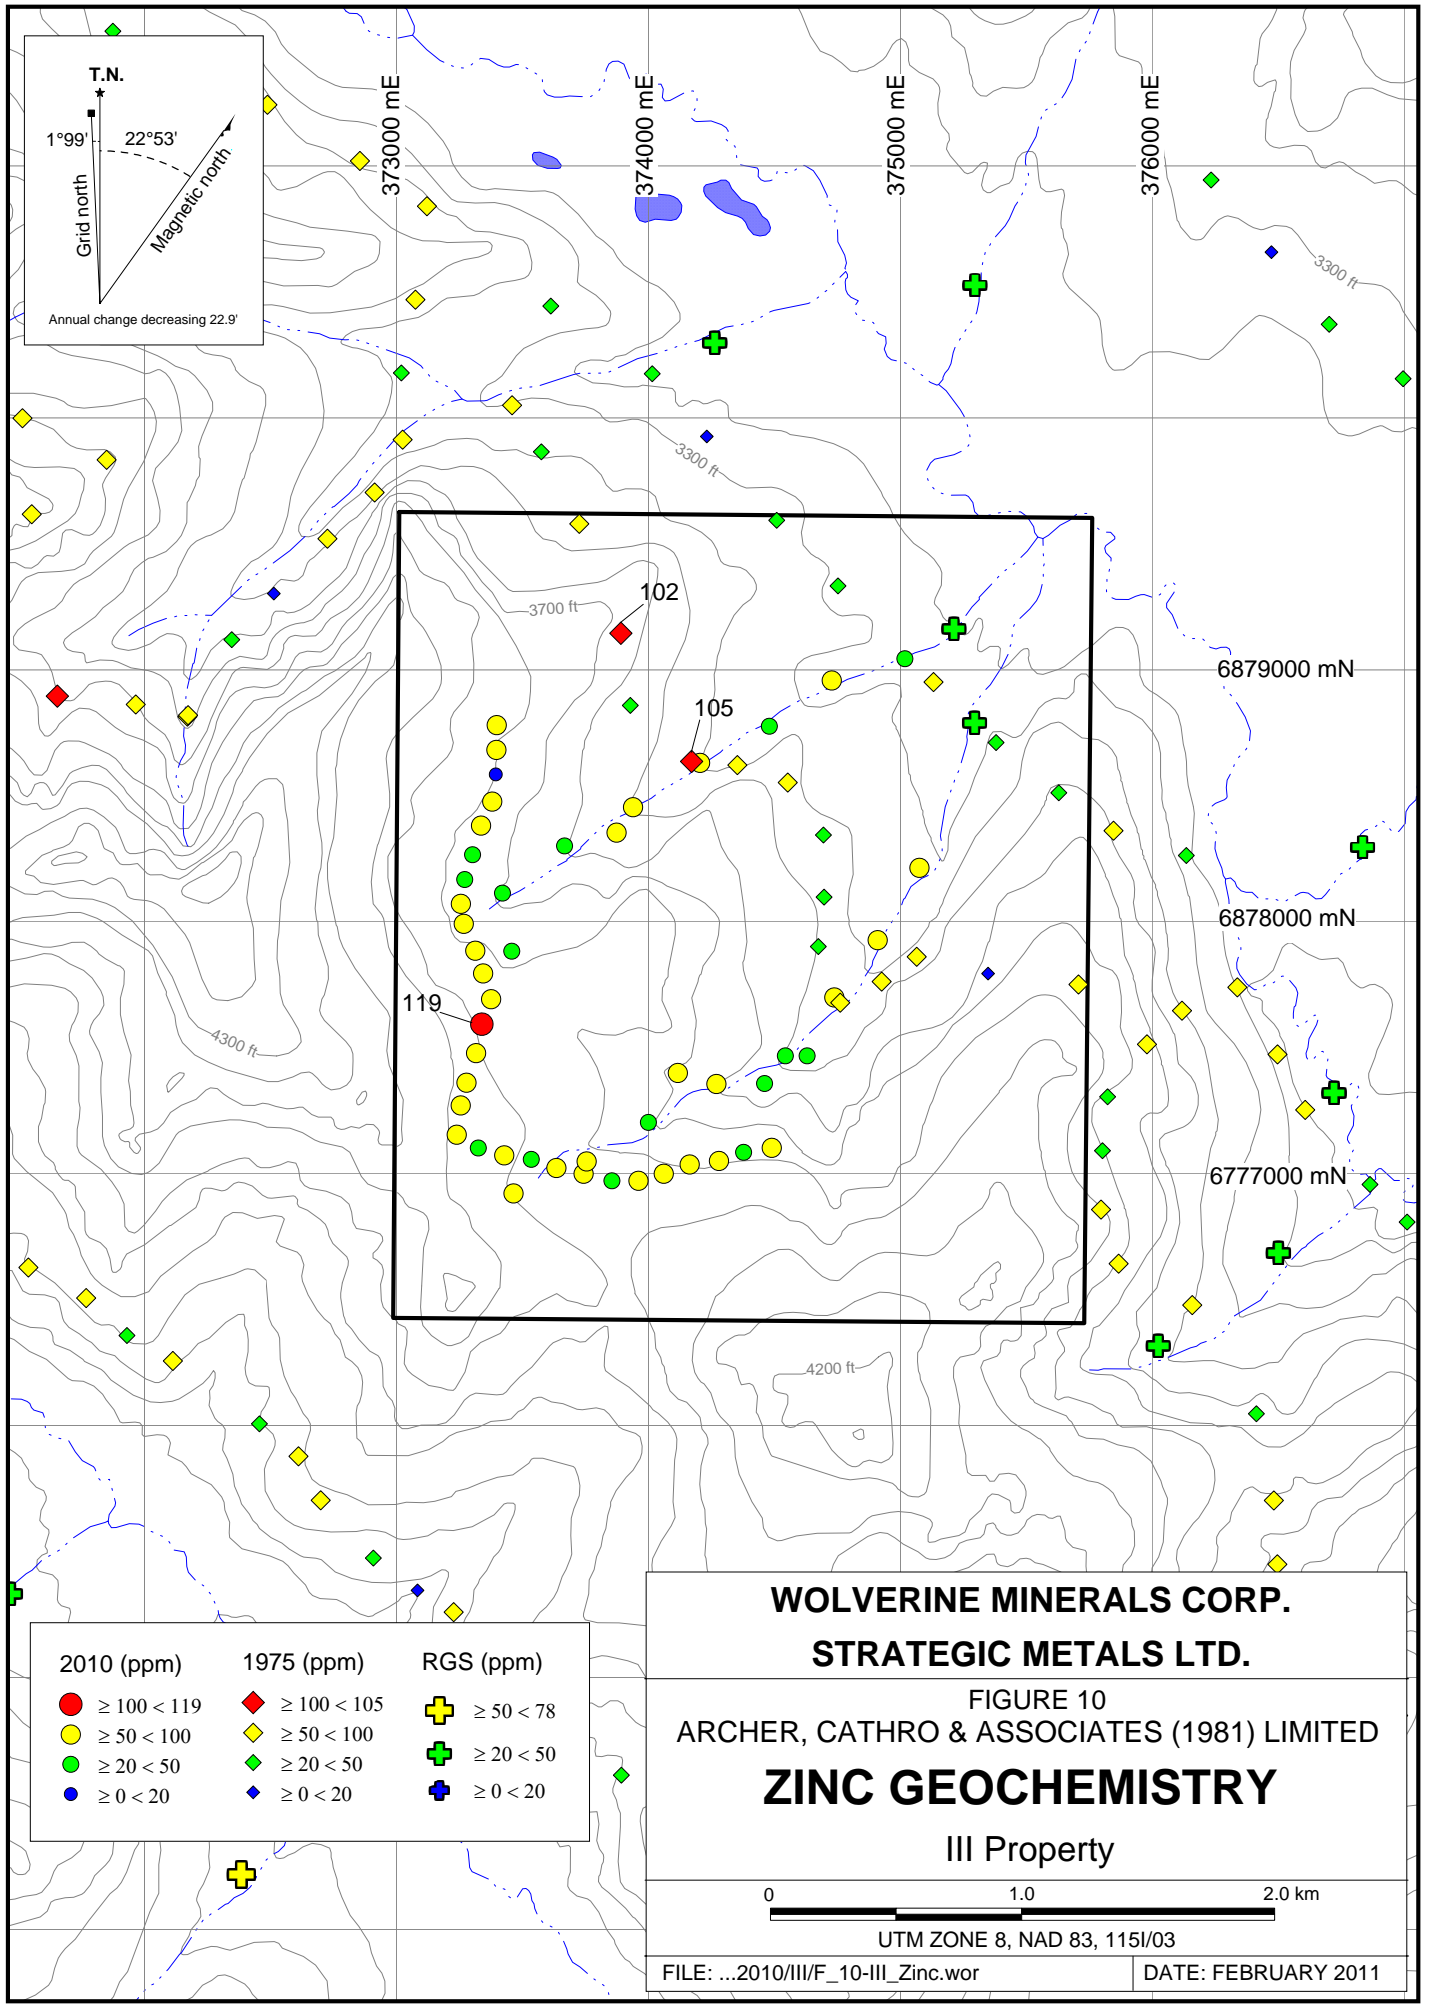 T.N.
1°99'
22°53'
Grid north
Magnetic north
Annual change decreasing 22.9'
373000 mE
374000 mE
375000 mE
376000 mE
3300 ft
3300 ft
3700 ft
102
6879000 mN
105
6878000 mN
119
4300 ft
6777000 mN
4200 ft
2010 (ppm)
≥ 100 < 119
≥ 50 < 100
≥ 20 < 50
≥ 0 < 20
1975 (ppm)
≥ 100 < 105
≥ 50 < 100
≥ 20 < 50
≥ 0 < 20
RGS (ppm)
≥ 50 < 78
≥ 20 < 50
≥ 0 < 20
WOLVERINE MINERALS CORP.
STRATEGIC METALS LTD.
FIGURE 10
ARCHER, CATHRO & ASSOCIATES (1981) LIMITED
ZINC GEOCHEMISTRY
III Property
0 1.0 2.0 km
UTM ZONE 8, NAD 83, 115I/03
FILE: ...2010/III/F_10-III_Zinc.wor
DATE: FEBRUARY 2011